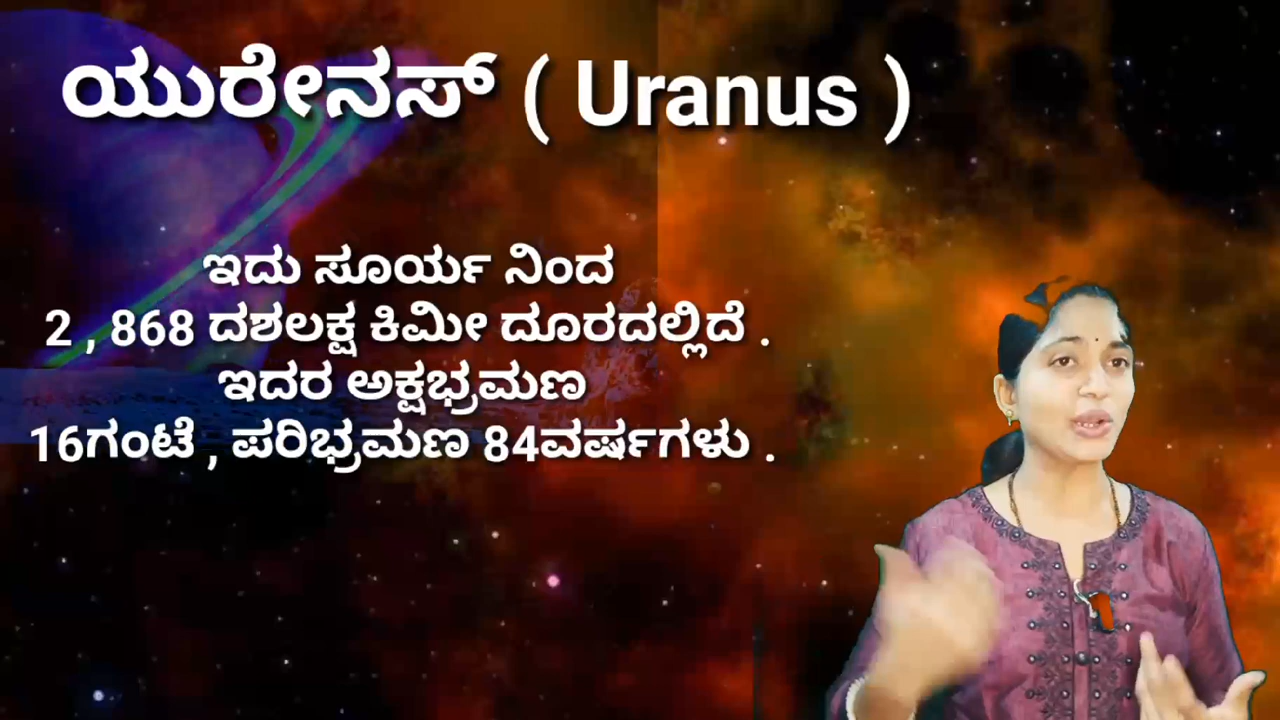 ಯುರೇನಸ್ ( Uranus )
ಇದು ಸೂರ್ಯ ನಿಂದ
2 , 868 ದಶಲಕ್ಷ ಕಿಮೀ ದೂರದಲ್ಲಿದೆ .
ಇದರ ಅಕ್ಷಭ್ರಮಣ
16ಗಂಟೆ , ಪರಿಭ್ರಮಣ 84ವರ್ಷಗಳು .